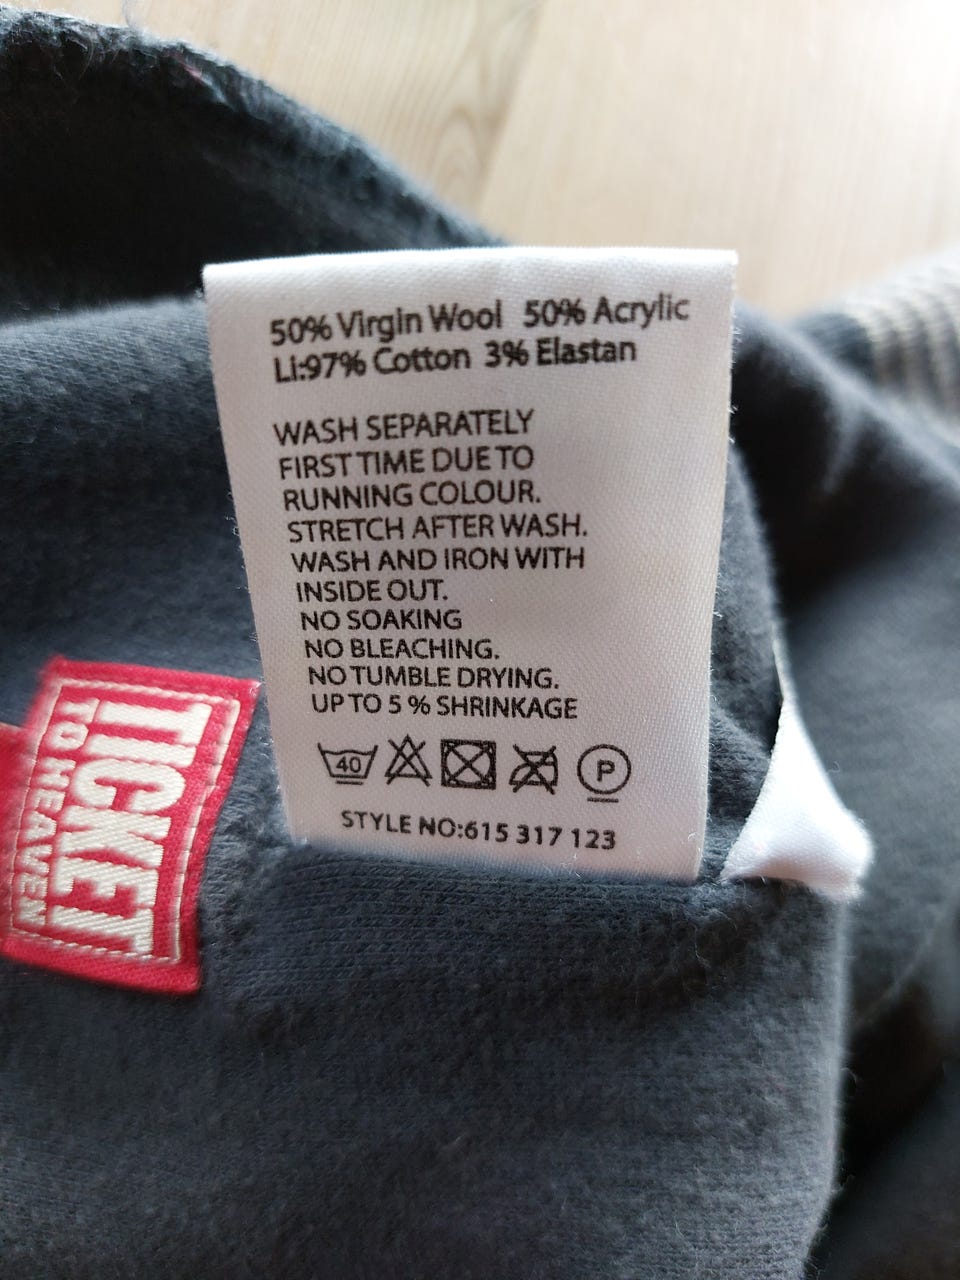 50% Virgin Wool 50% Acrylic
Li:97% Cotton 3% Elastan
WASH SEPARATELY
FIRST TIME DUE TO
RUNNING COLOUR.
STRETCH AFTER WASH.
WASH AND IRON WITH
INSIDE OUT.
NO SOAKING
NO BLEACHING.
NO TUMBLE DRYING.
UP TO 5 % SHRINKAGE
40
P
STYLE NO:615 317 123
TICKET
TO HEAVEN